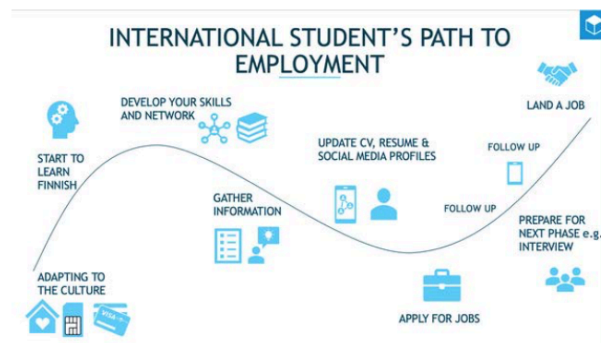 INTERNATIONAL STUDENT'S PATH TO
EMPLOYMENT
ADAPTING TO
THE CULTURE
VISA
START TO
LEARN
FINNISH
DEVELOP YOUR SKILLS
AND NETWORK
GATHER
INFORMATION
UPDATE CV, RESUME &
SOCIAL MEDIA PROFILES
APPLY FOR JOBS
FOLLOW UP
PREPARE FOR
NEXT PHASE e.g.
INTERVIEW
FOLLOW UP
LAND A JOB